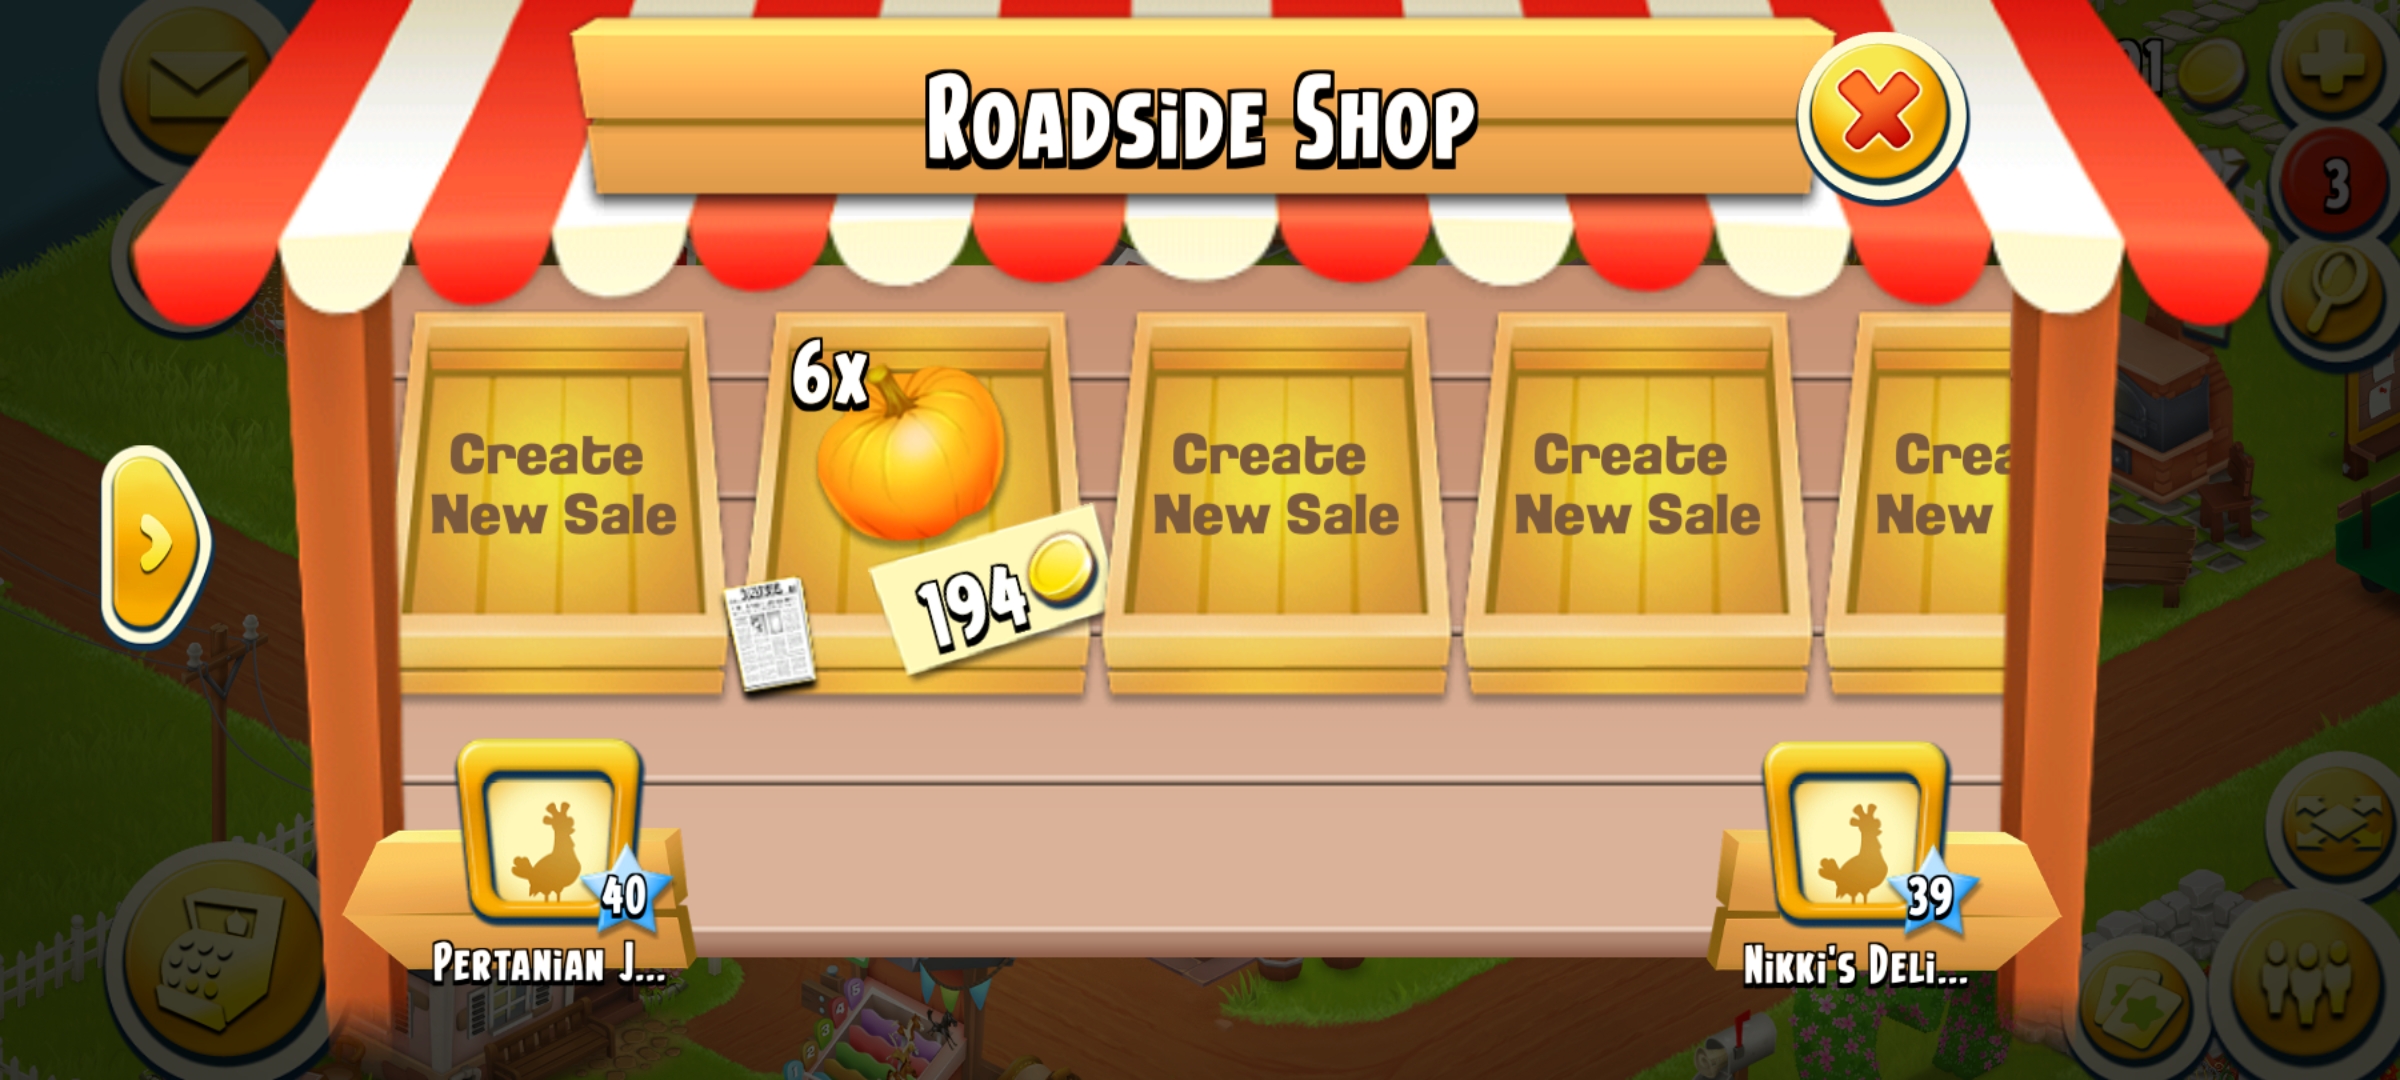 Roadside Shop
3
6x
Create
New Sale
Create
New Sale
Create
New Sale
Crea
New
194
40
39
Pertanian J...
Nikki's Deli...